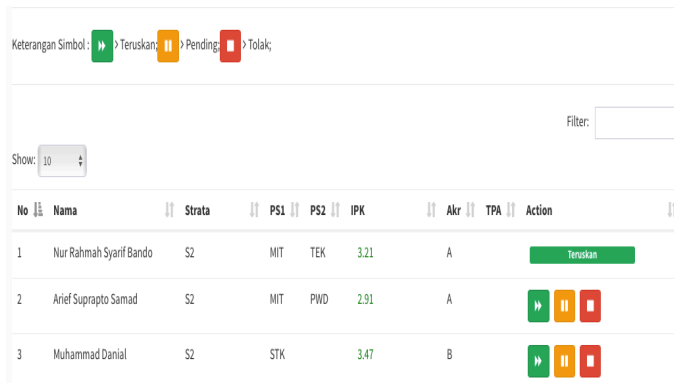 Keterangan Simbol : > Teruskan; > Pending; > Tolak;
Filter:
Show: 10
No Nama Strata PS1 PS2 IPK Akr TPA Action
1 Nur Rahmah Syarif Bando S2 MIT TEK 3.21 A Teruskan
2 Arief Suprapto Samad S2 MIT PWD 2.91 A
3 Muhammad Danial S2 STK 3.47 B